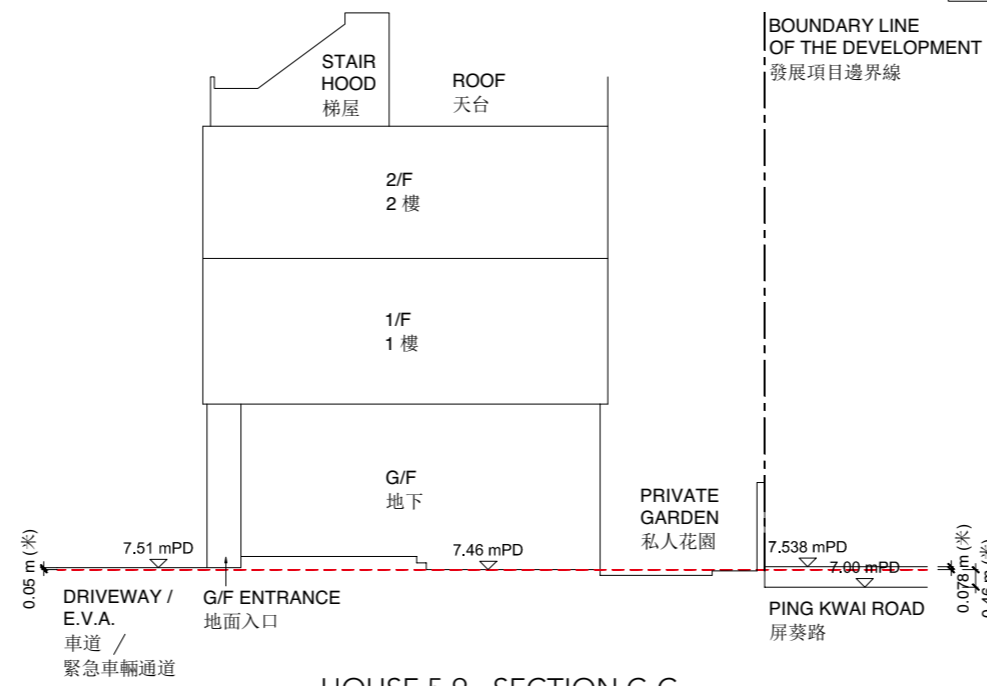 BOUNDARY LINE
OF THE DEVELOPMENT
發展項目邊界線
STAIR
HOOD
梯屋
ROOF
天台
2/F
2 樓
1/F
1 樓
G/F
地下
PRIVATE
GARDEN
私人花園
0.05 m (米)
7.51 mPD
7.46 mPD
7.538 mPD
7.00 mPD
0.078 m (米)
0.46 m (米)
DRIVEWAY /
E.V.A.
車道 /
緊急車輛通道
G/F ENTRANCE
地面入口
PING KWAI ROAD
屏葵路